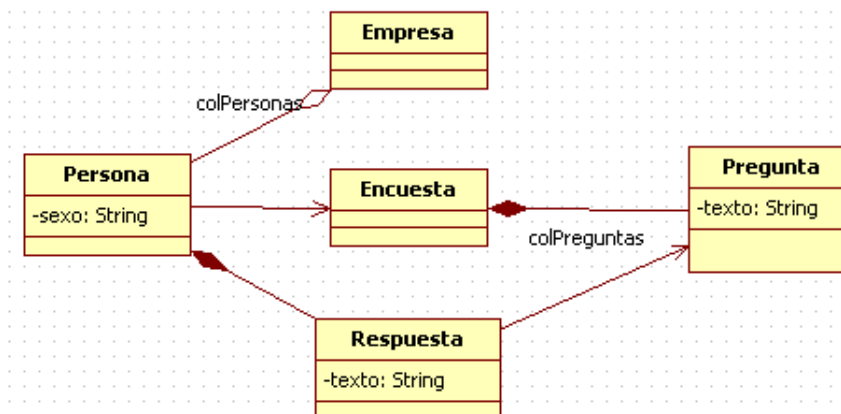 Empresa
colPersonas
Persona
-sexo: String
Encuesta
Pregunta
-texto: String
colPreguntas
Respuesta
-texto: String